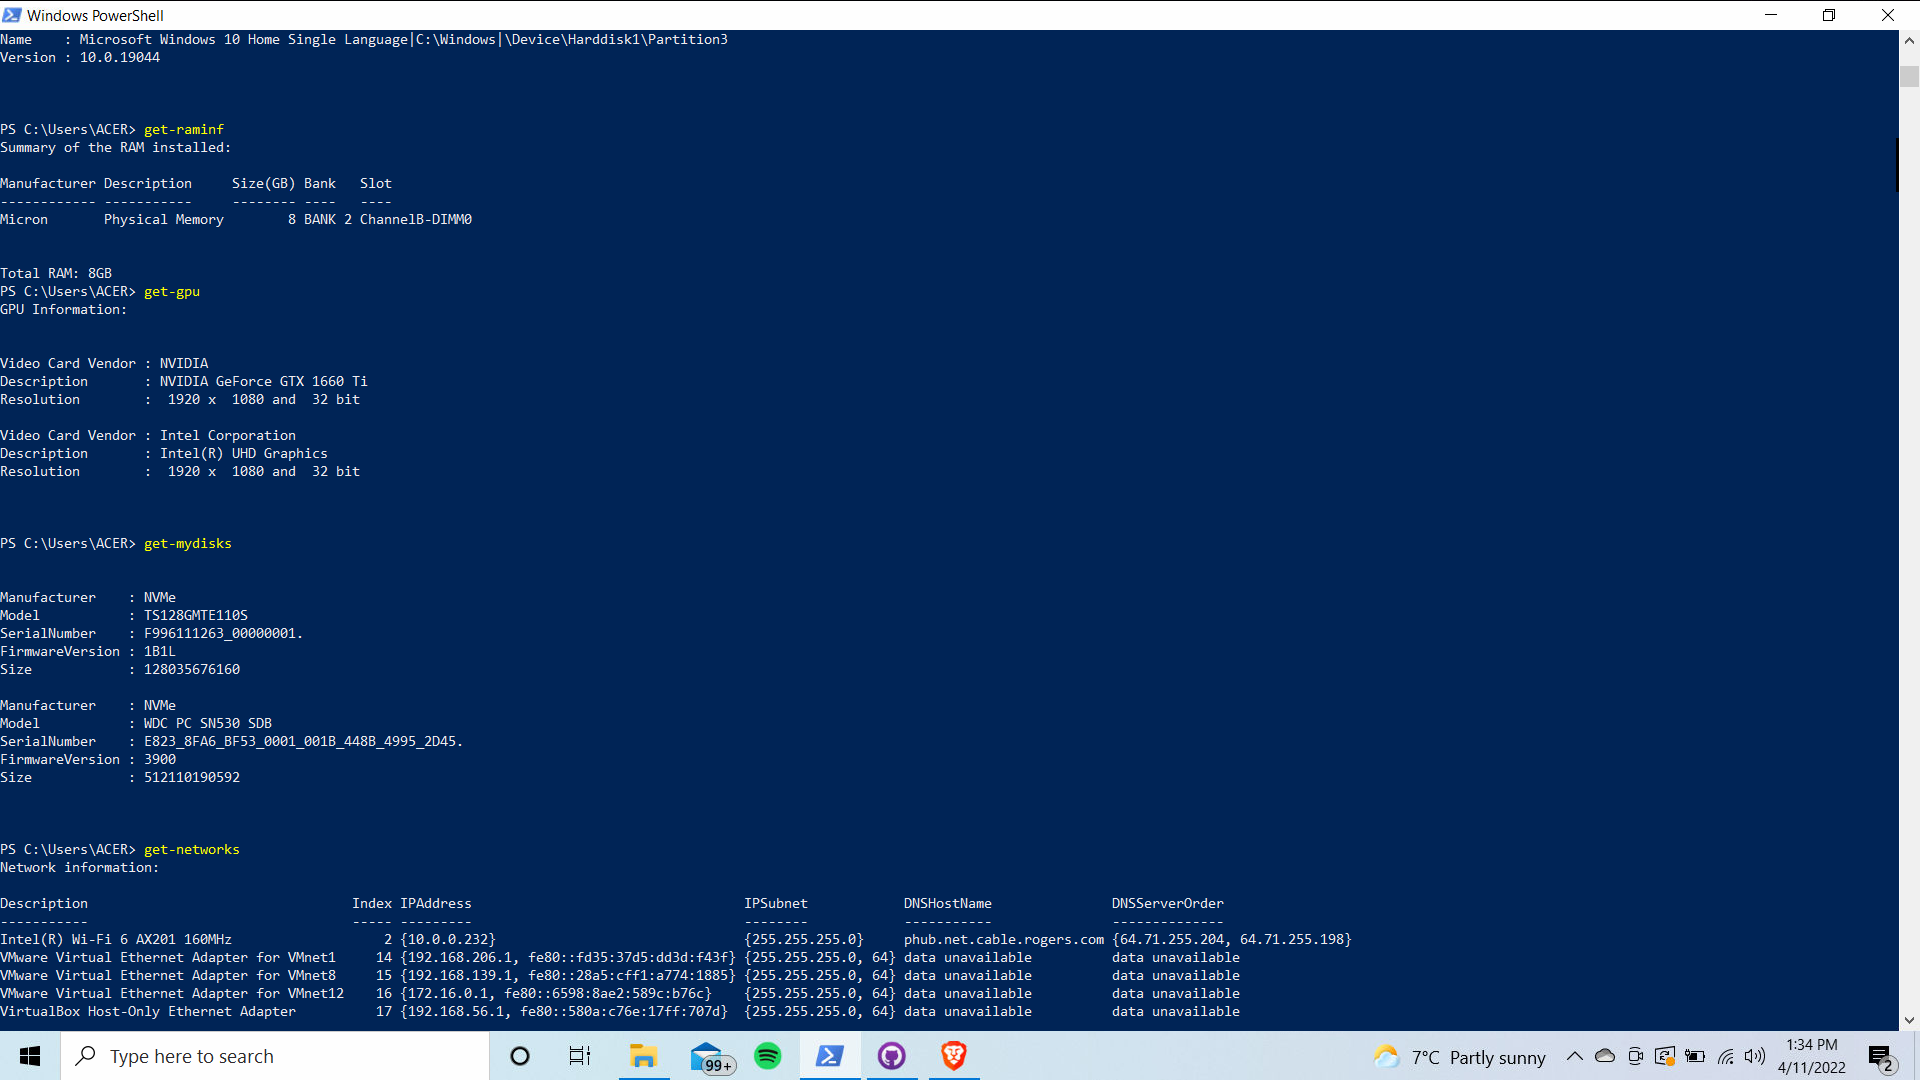 Windows PowerShell
Name    : Microsoft Windows 10 Home Single Language|C:\Windows|\Device\Harddisk1\Partition3
Version : 10.0.19044
PS C:\Users\ACER> get-raminf
Summary of the RAM installed:
Manufacturer Description     Size(GB) Bank   Slot
------------ -----------     -------- ----   ----
Micron       Physical Memory        8 BANK 2 ChannelB-DIMM0
Total RAM: 8GB
PS C:\Users\ACER> get-gpu
GPU Information:
Video Card Vendor : NVIDIA
Description       : NVIDIA GeForce GTX 1660 Ti
Resolution        :  1920 x  1080 and  32 bit
Video Card Vendor : Intel Corporation
Description       : Intel(R) UHD Graphics
Resolution        :  1920 x  1080 and  32 bit
PS C:\Users\ACER> get-mydisks
Manufacturer    : NVMe
Model           : TS128GMTE110S
SerialNumber    : F996111263_00000001.
FirmwareVersion : 1B1L
Size            : 128035676160
Manufacturer    : NVMe
Model           : WDC PC SN530 SDB
SerialNumber    : E823_8FA6_BF53_0001_001B_448B_4995_2D45.
FirmwareVersion : 3900
Size            : 512110190592
PS C:\Users\ACER> get-networks
Network information:
Description                                 Index IPAddress                                  IPSubnet            DNSHostName               DNSServerOrder
-----------                                 ----- ---------                                  --------            -----------               --------------
Intel(R) Wi-Fi 6 AX201 160MHz                   2 {10.0.0.232}                               {255.255.255.0}     phub.net.cable.rogers.com {64.71.255.204, 64.71.255.198}
VMware Virtual Ethernet Adapter for VMnet1     14 {192.168.206.1, fe80::fd35:37d5:dd3d:f43f} {255.255.255.0, 64} data unavailable          data unavailable
VMware Virtual Ethernet Adapter for VMnet8     15 {192.168.139.1, fe80::28a5:cff1:a774:1885} {255.255.255.0, 64} data unavailable          data unavailable
VMware Virtual Ethernet Adapter for VMnet12    16 {172.16.0.1, fe80::6598:8ae2:589c:b76c}    {255.255.255.0, 64} data unavailable          data unavailable
VirtualBox Host-Only Ethernet Adapter          17 {192.168.56.1, fe80::580a:c76e:17ff:707d}  {255.255.255.0, 64} data unavailable          data unavailable
Type here to search
99+
7°C Partly sunny
1:34 PM
4/11/2022
2